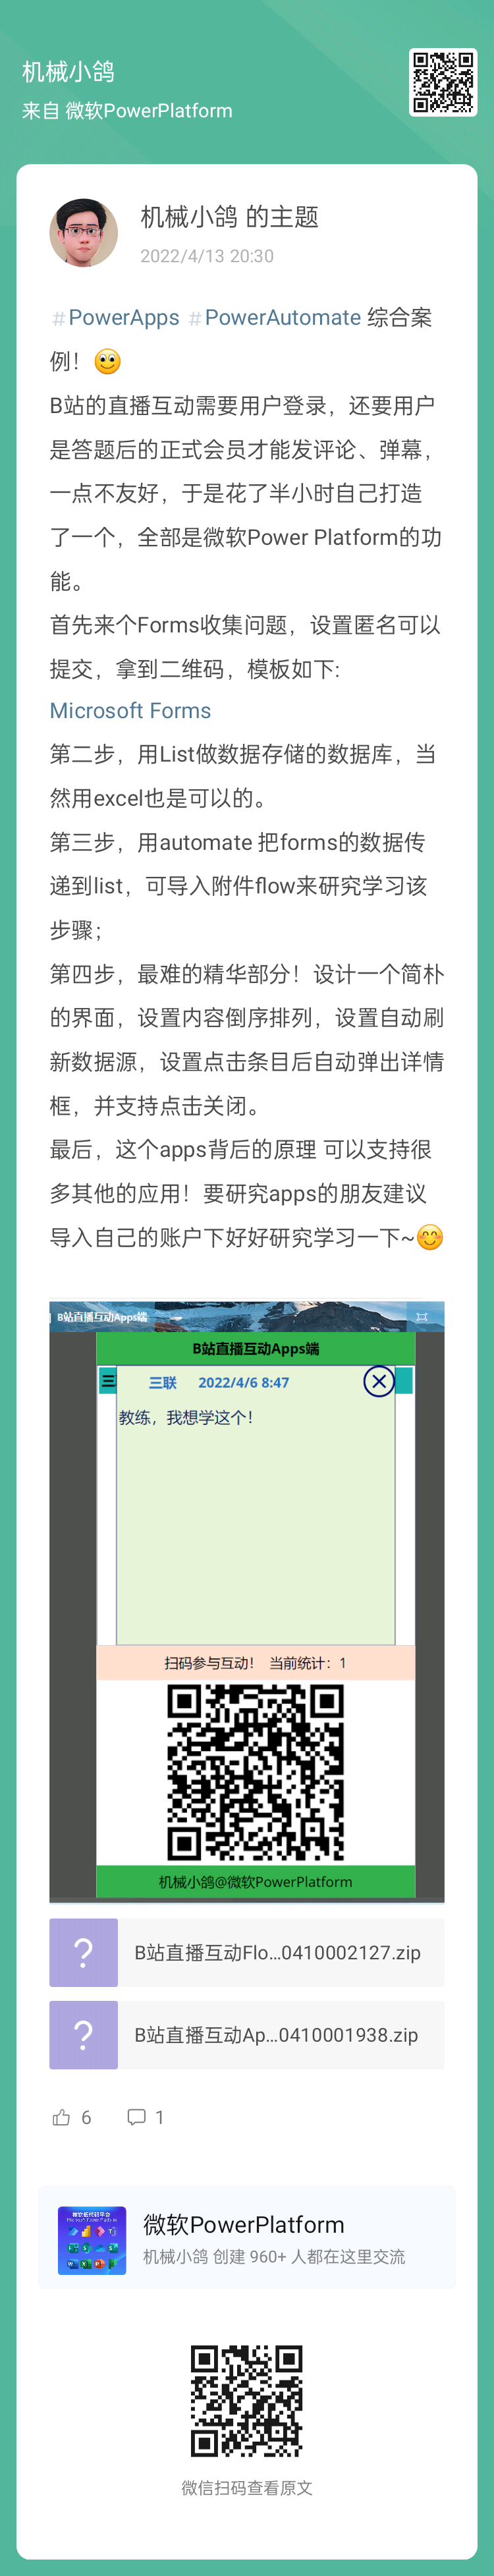 机械小鸽
来自 微软PowerPlatform
机械小鸽 的主题
2022/4/13 20:30
#PowerApps #PowerAutomate 综合案
例！
B站的直播互动需要用户登录，还要用户
是答题后的正式会员才能发评论、弹幕，
一点不友好，于是花了半小时自己打造
了一个，全部是微软Power Platform的功
能。
首先来个Forms收集问题，设置匿名可以
提交，拿到二维码，模板如下:
Microsoft Forms
第二步，用List做数据存储的数据库，当
然用excel也是可以的。
第三步，用automate 把forms的数据传
递到list，可导入附件flow来研究学习该
步骤；
第四步，最难的精华部分！设计一个简朴
的界面，设置内容倒序排列，设置自动刷
新数据源，设置点击条目后自动弹出详情
框，并支持点击关闭。
最后，这个apps背后的原理 可以支持很
多其他的应用！要研究apps的朋友建议
导入自己的账户下好好研究学习一下~
B站直播互动Apps端
B站直播互动Apps端
三联 2022/4/6 8:47
教练，我想学这个！
扫码参与互动！ 当前统计：1
机械小鸽@微软PowerPlatform
B站直播互动Flo...0410002127.zip
B站直播互动Ap...0410001938.zip
6 1
微软PowerPlatform
机械小鸽 创建 960+ 人都在这里交流
微信扫码查看原文